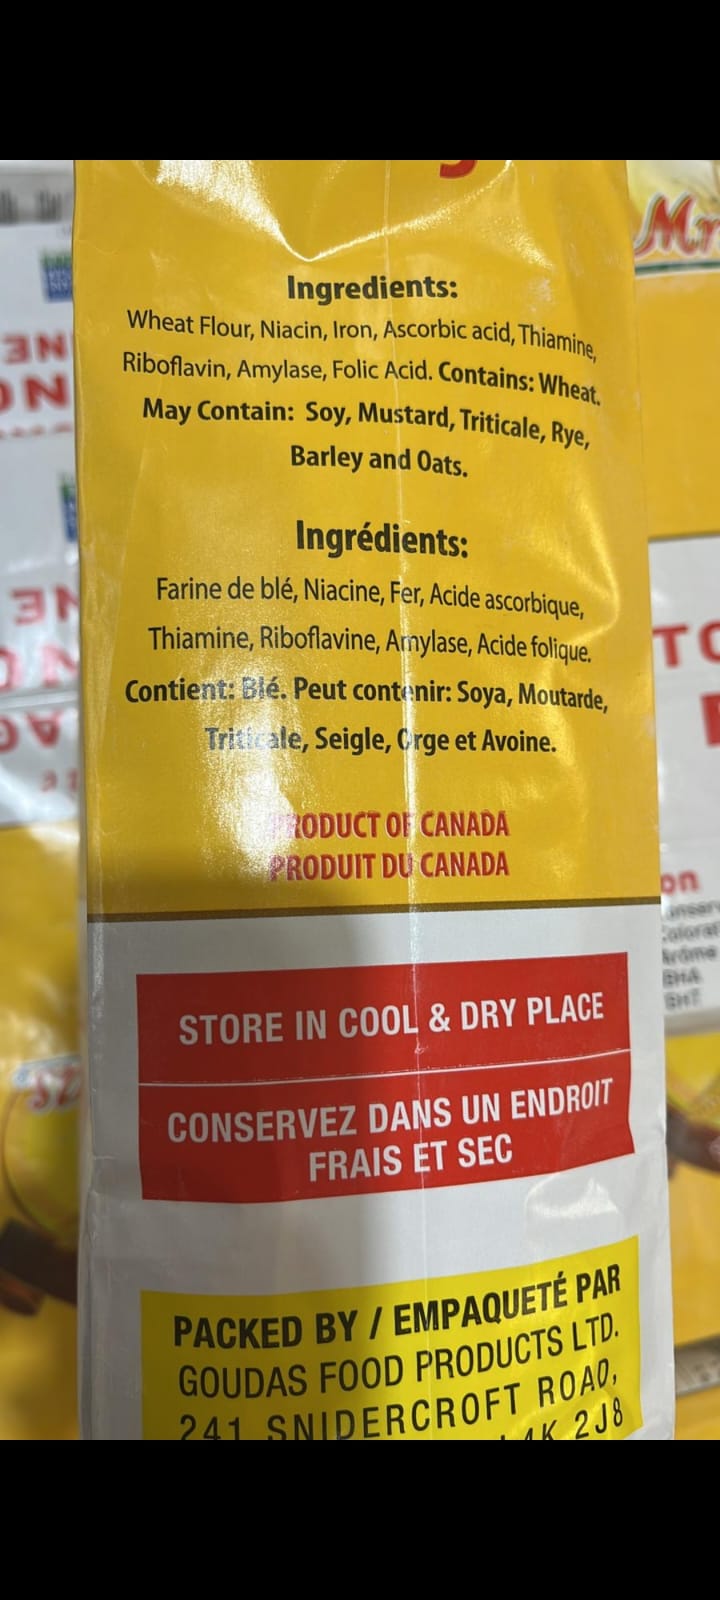 Mr
Ingredients:
Wheat Flour, Niacin, Iron, Ascorbic acid, Thiamine,
Riboflavin, Amylase, Folic Acid. Contains: Wheat.
May Contain: Soy, Mustard, Triticale, Rye,
Barley and Oats.
Ingrédients:
Farine de blé, Niacine, Fer, Acide ascorbique,
Thiamine, Riboflavine, Amylase, Acide folique.
Contient: Blé. Peut contenir: Soya, Moutarde,
Triticale, Seigle, Orge et Avoine.
PRODUCT OF CANADA
PRODUIT DU CANADA
STORE IN COOL & DRY PLACE
CONSERVEZ DANS UN ENDROIT
FRAIS ET SEC
PACKED BY / EMPAQUETÉ PAR
GOUDAS FOOD PRODUCTS LTD.
241 SNIDERCROFT ROAD,
2J8
BHA
BHT